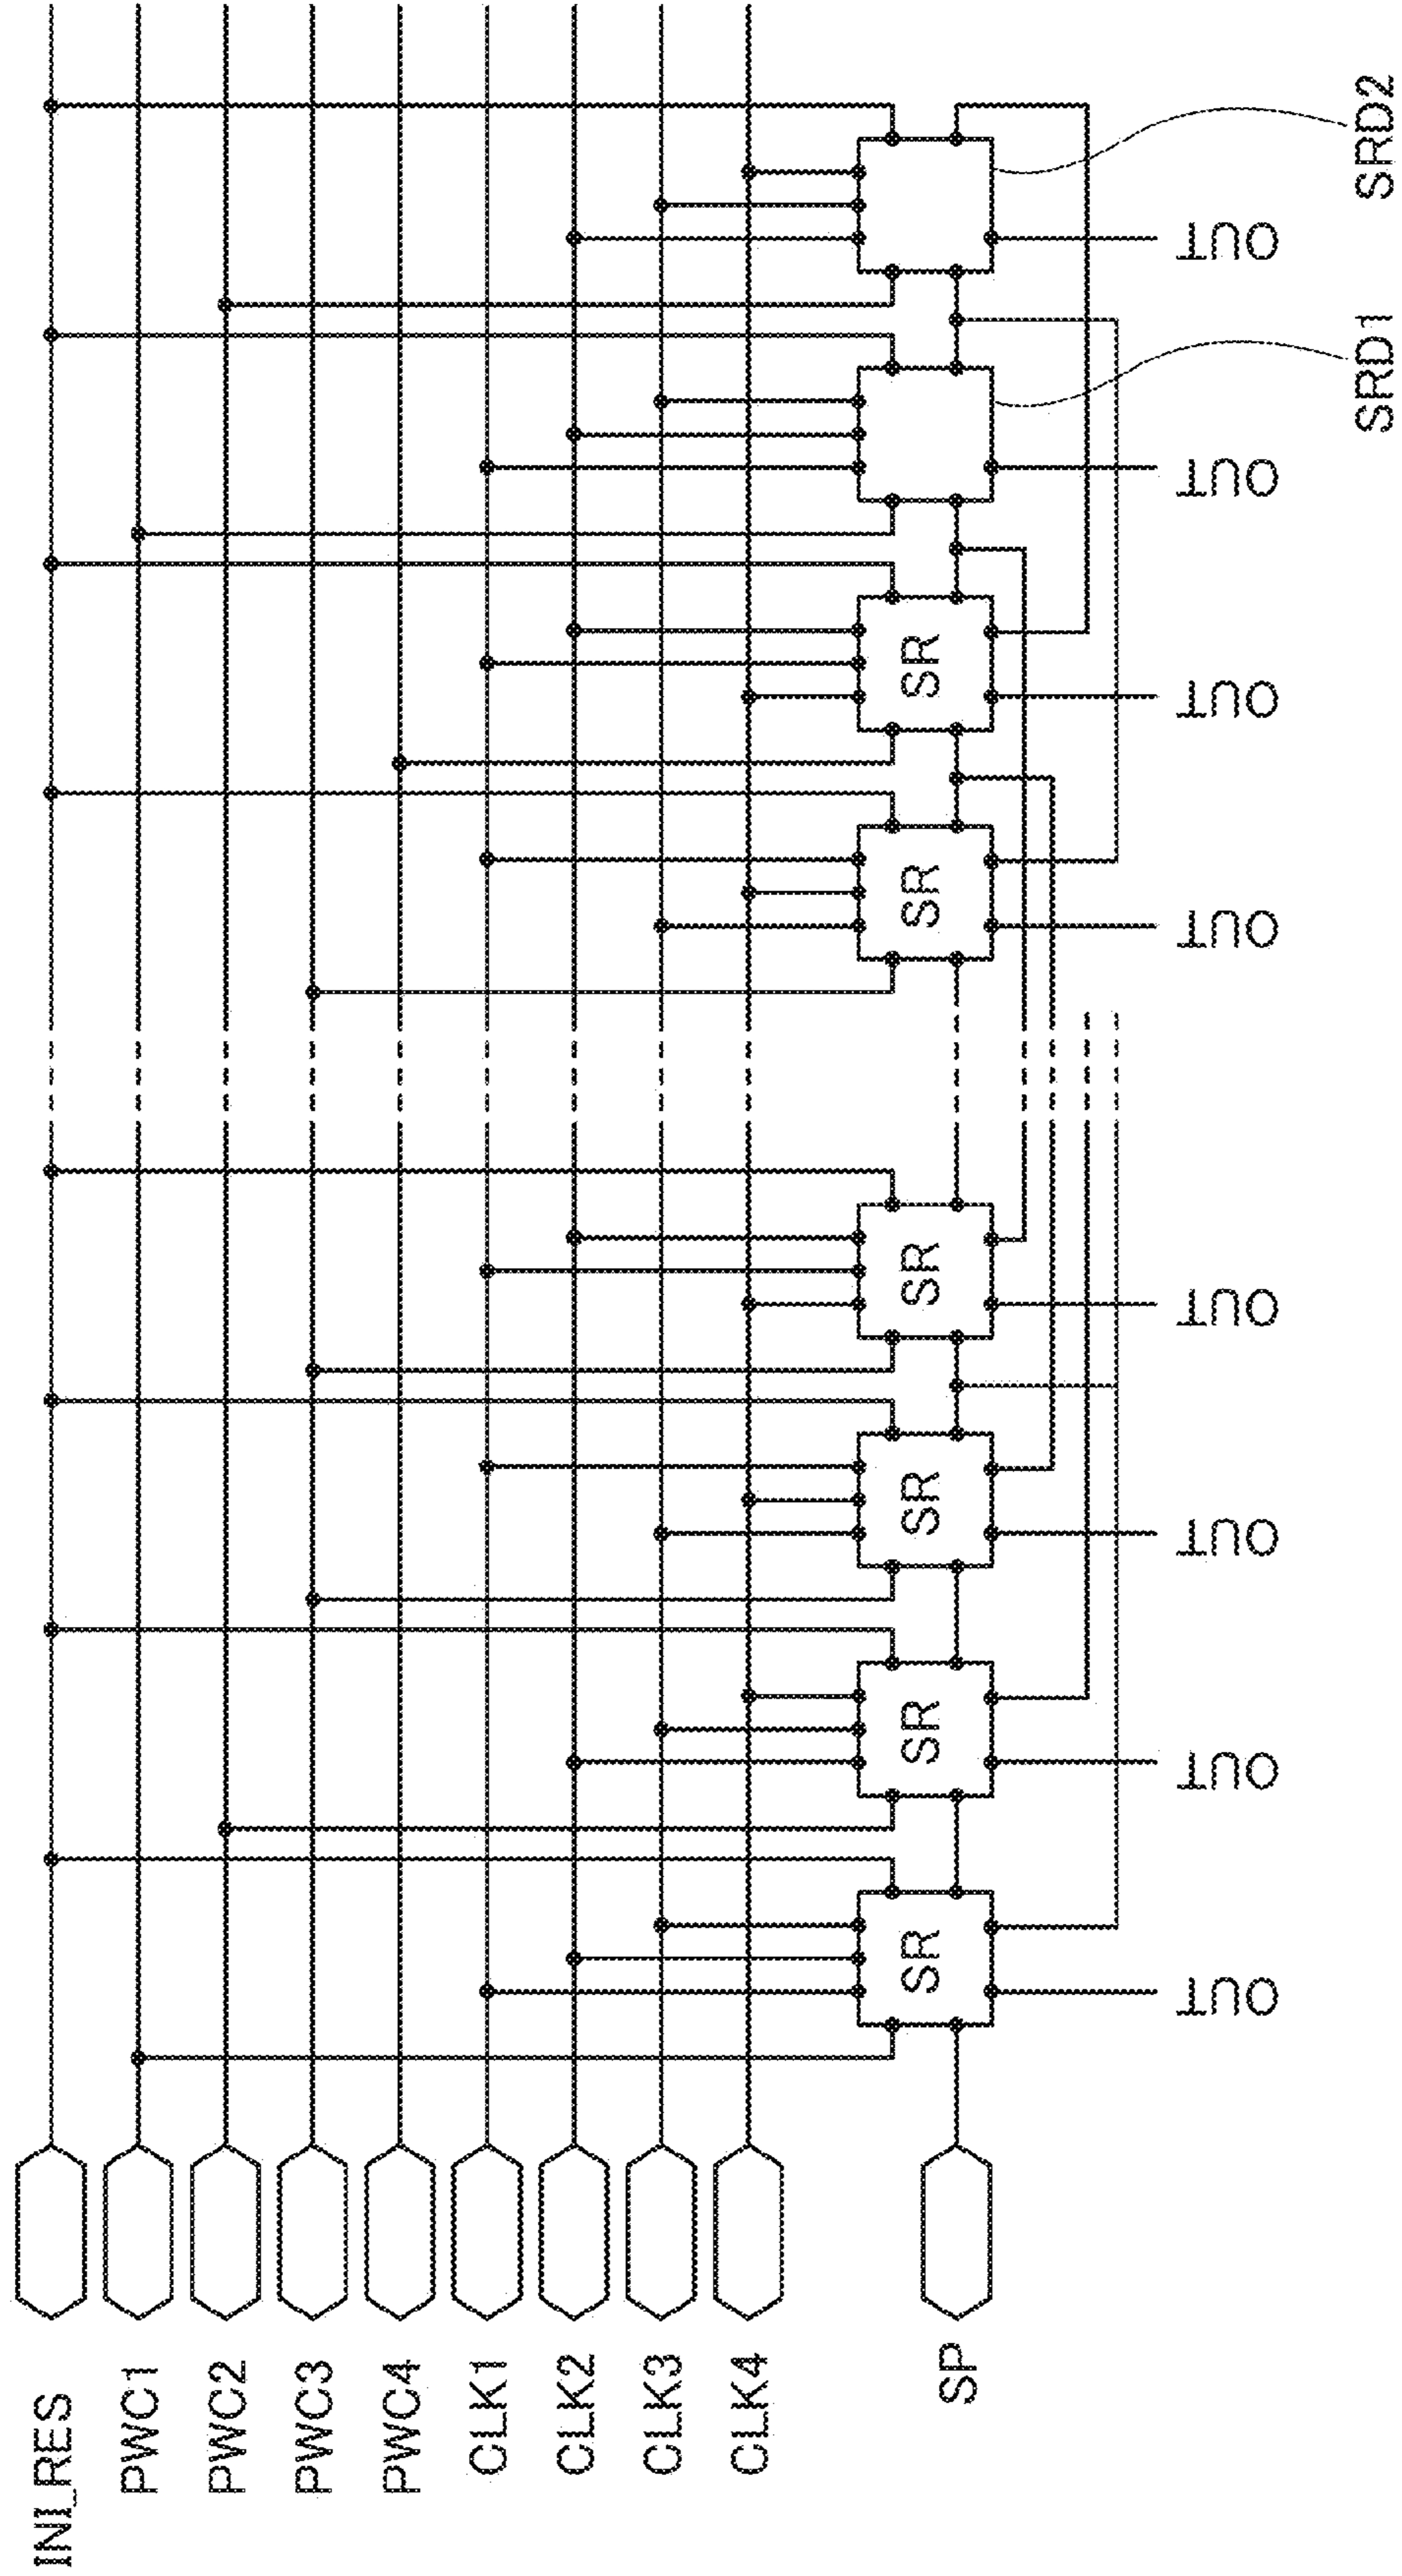 INI_RES
PWC1
PWC2
PWC3
PWC4
CLK1
CLK2
CLK3
CLK4
SP
SR
SR
SR
SR
SR
SR
OUT
OUT
OUT
OUT
OUT
OUT
OUT
OUT
SRD1
SRD2